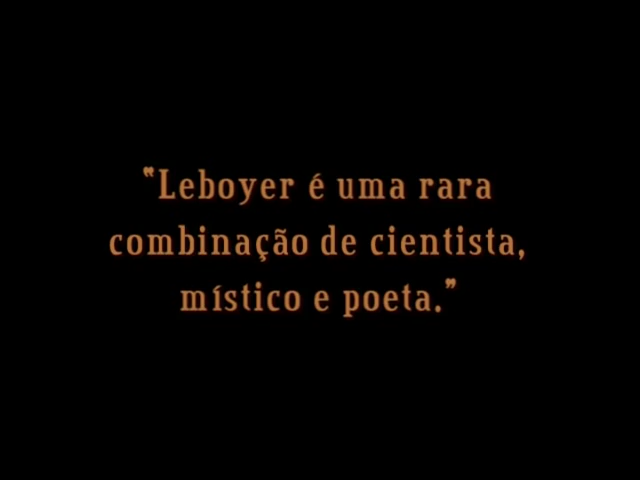 “Leboyer é uma rara
combinação de cientista,
místico e poeta.”